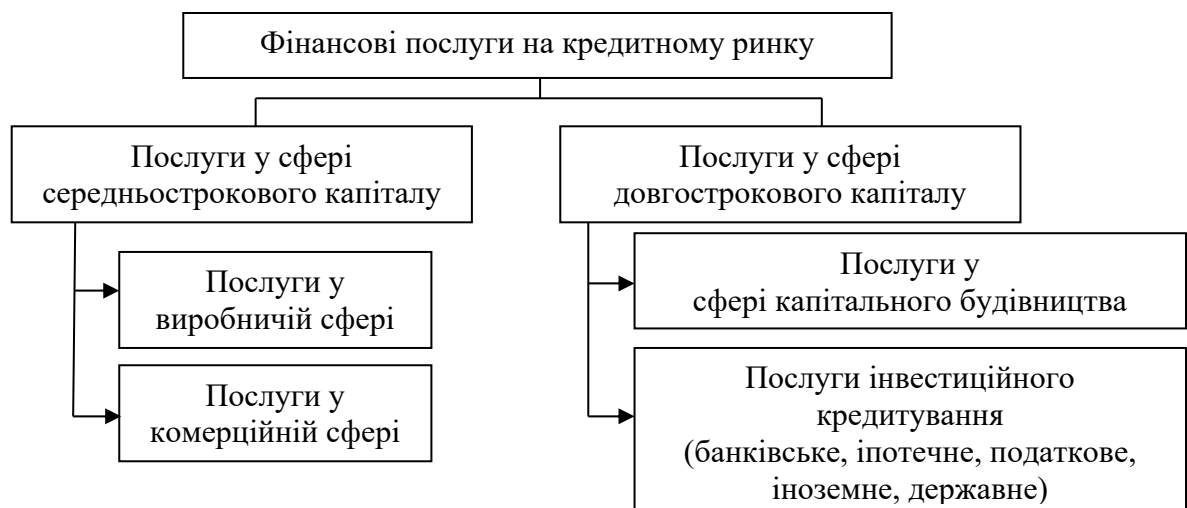 Фінансові послуги на кредитному ринку
Послуги у сфері
середньострокового капіталу
Послуги у
виробничій сфері
Послуги у
комерційній сфері
Послуги у сфері
довгострокового капіталу
Послуги у
сфері капітального будівництва
Послуги інвестиційного
кредитування
(банківське, іпотечне, податкове,
іноземне, державне)